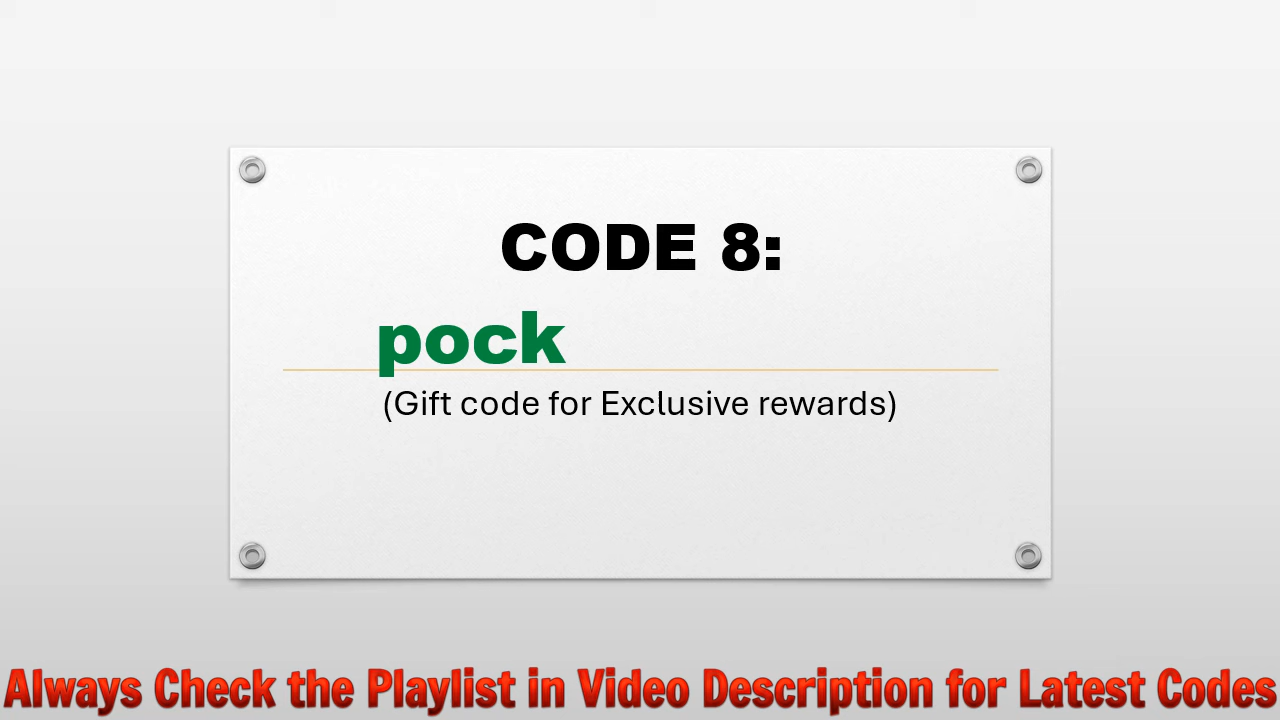 CODE 8:
pock
(Gift code for Exclusive rewards)
Always Check the Playlist in Video Description for Latest Codes